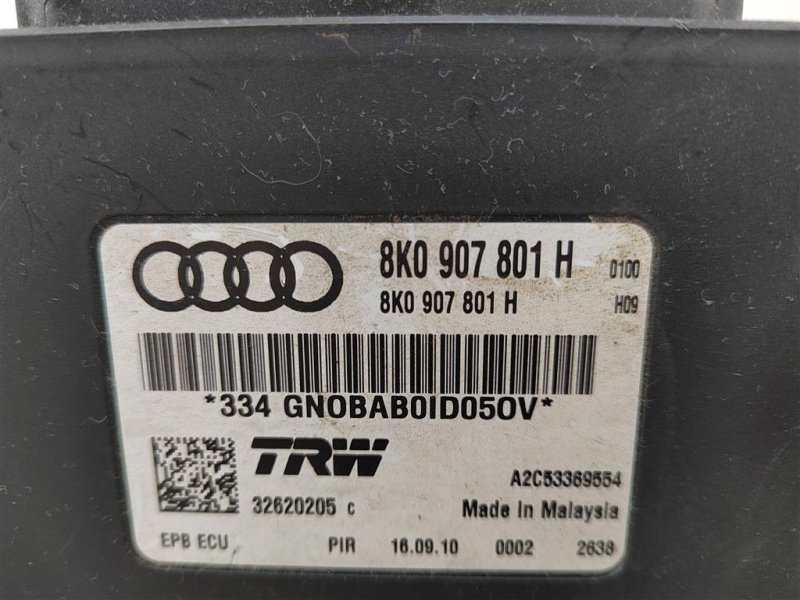 8K0 907 801 H 0100
8K0 907 801 H H09
*334 GNOBAB0ID050V*
TRW
A2C53369554
32620205 c Made In Malaysia
EPB ECU PIR 16.09.10 0002 2638